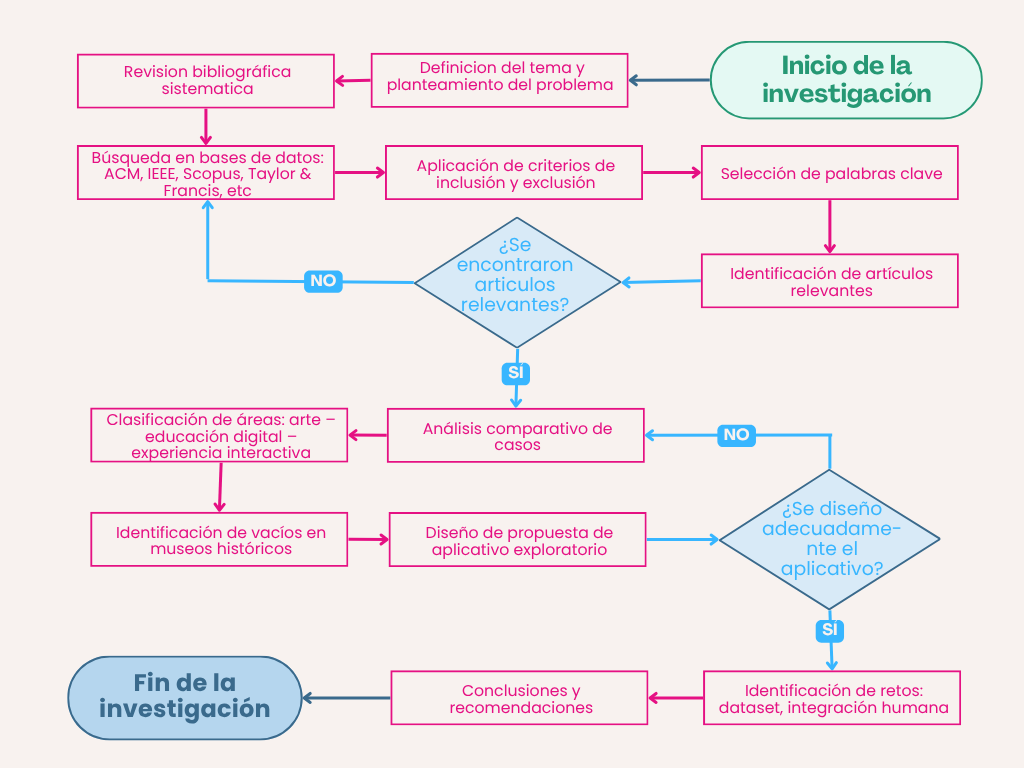 Inicio de la
investigación
Definicion del tema y
planteamiento del problema
Revision bibliográfica
sistematica
Búsqueda en bases de datos:
ACM, IEEE, Scopus, Taylor &
Francis, etc
Aplicación de criterios de
inclusión y exclusión
Selección de palabras clave
Identificación de artículos
relevantes
¿Se
encontraron
articulos
relevantes?
NO
SI
Análisis comparativo de
casos
Clasificación de áreas: arte –
educación digital –
experiencia interactiva
Identificación de vacíos en
museos históricos
Diseño de propuesta de
aplicativo exploratorio
¿Se diseño
adecuadame-
nte el
aplicativo?
NO
SI
Identificación de retos:
dataset, integración humana
Conclusiones y
recomendaciones
Fin de la
investigación